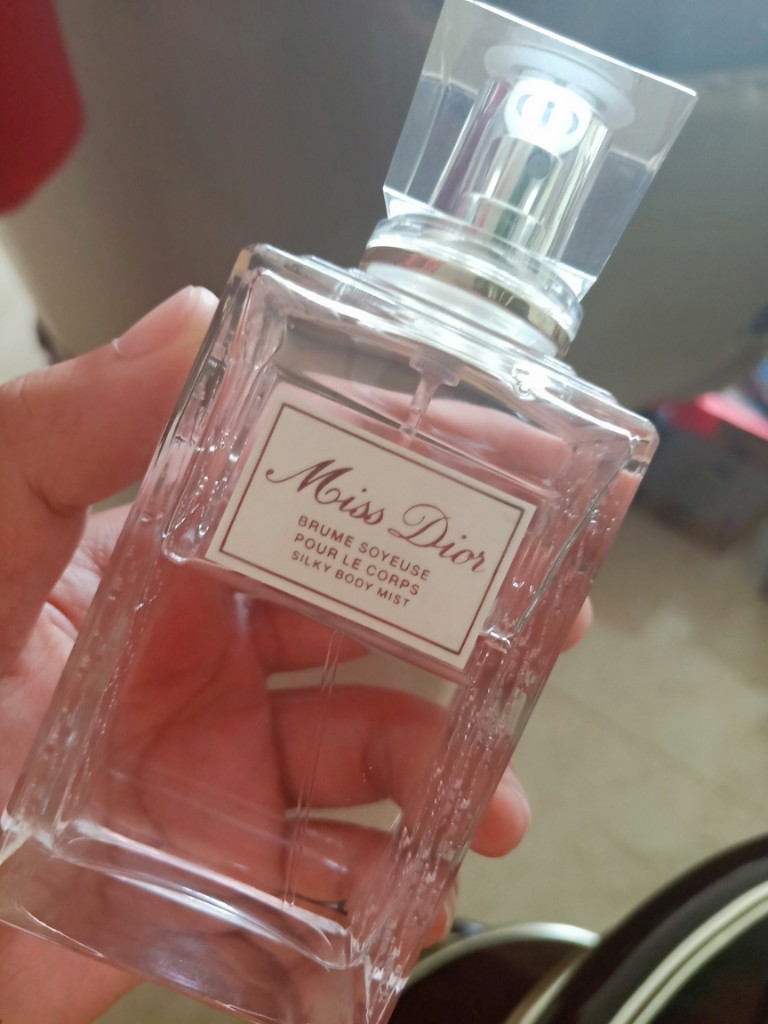 Miss Dior
BRUME SOYEUSE
POUR LE CORPS
SILKY BODY MIST